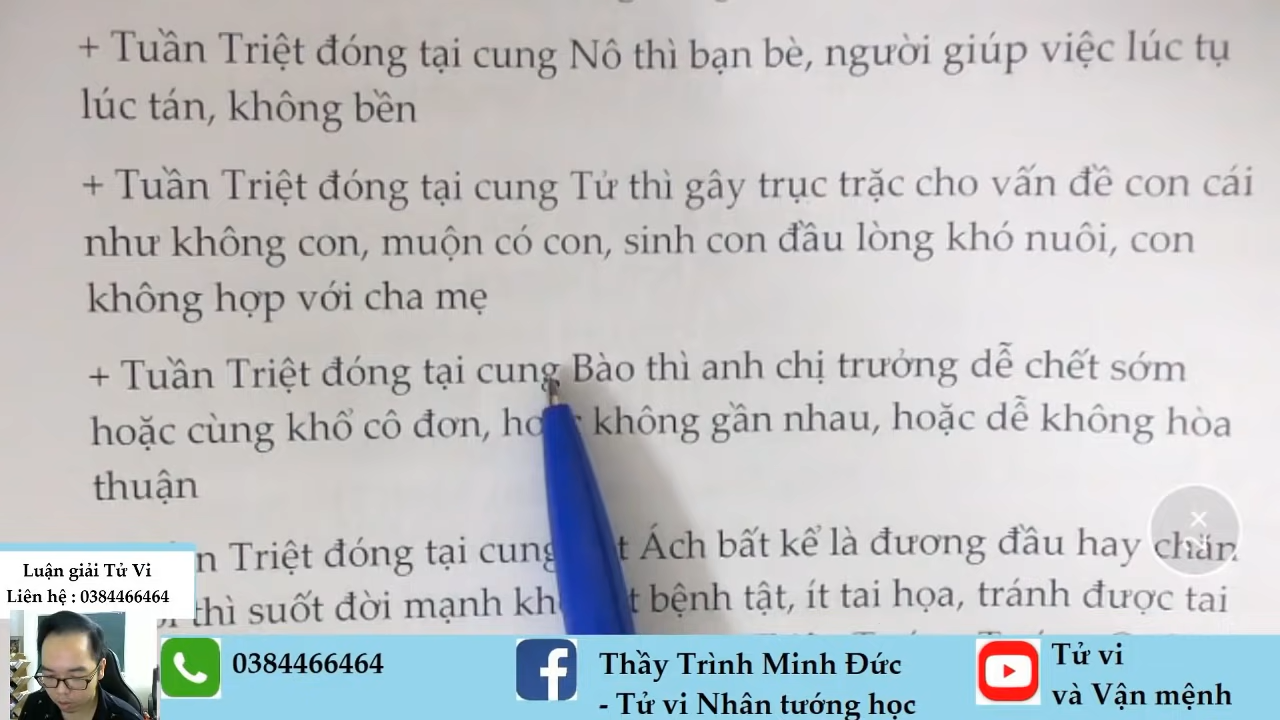 + Tuần Triệt đóng tại cung Nô thì bạn bè, người giúp việc lúc tụ
lúc tán, không bền
+ Tuần Triệt đóng tại cung Tử thì gây trục trặc cho vấn đề con cái
như không con, muộn có con, sinh con đầu lòng khó nuôi, con
không hợp với cha mẹ
+ Tuần Triệt đóng tại cung Bào thì anh chị trưởng dễ chết sớm
hoặc cùng khổ cô đơn, không gần nhau, hoặc dễ không hòa
thuận
Triệt đóng tại cung Ách bất kể là đương đầu hay chân
thì suốt đời mạnh bệnh tật, ít tai họa, tránh được tai
Luận giải Tử Vi
Liên hệ : 0384466464
0384466464
Thầy Trình Minh Đức
- Tử vi Nhân tướng học
Tử vi
và Vận mệnh